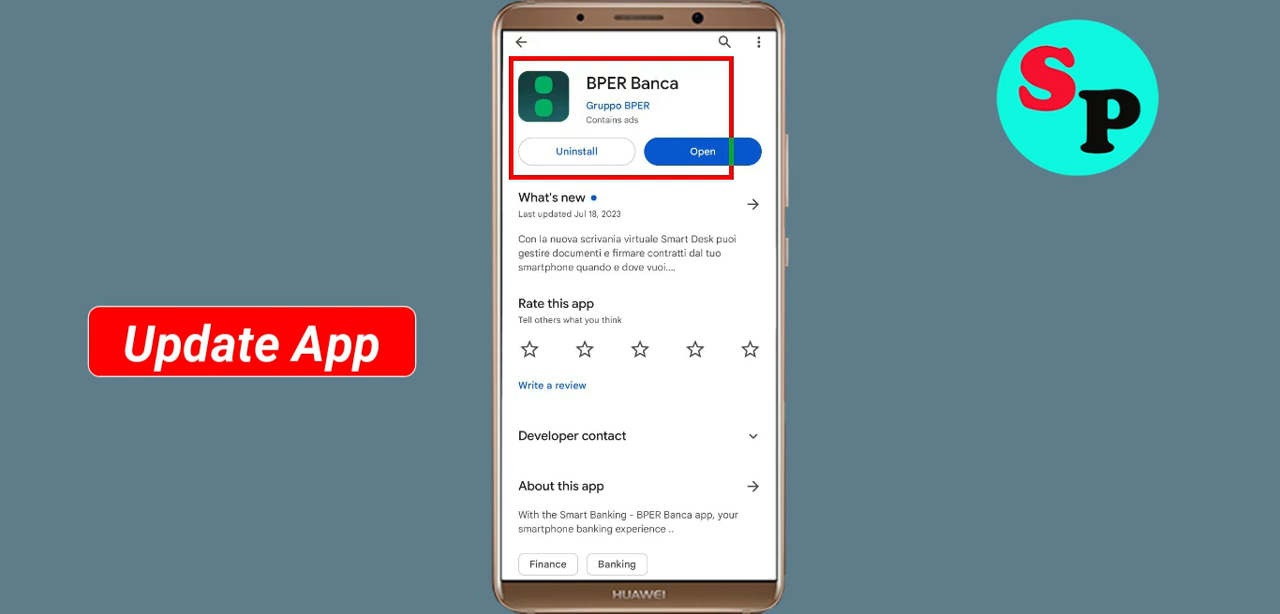 BPER Banca
Gruppo BPER
Contains ads
Uninstall
Open
What's new
Last updated Jul 18, 2023
Con la nuova scrivania virtuale Smart Desk puoi
gestire documenti e firmare contratti dal tuo
smartphone quando e dove vuoi....
Rate this app
Tell others what you think
Write a review
Developer contact
About this app
With the Smart Banking - BPER Banca app, your
smartphone banking experience ..
Finance
Banking
HUAWEI
Update App
SP